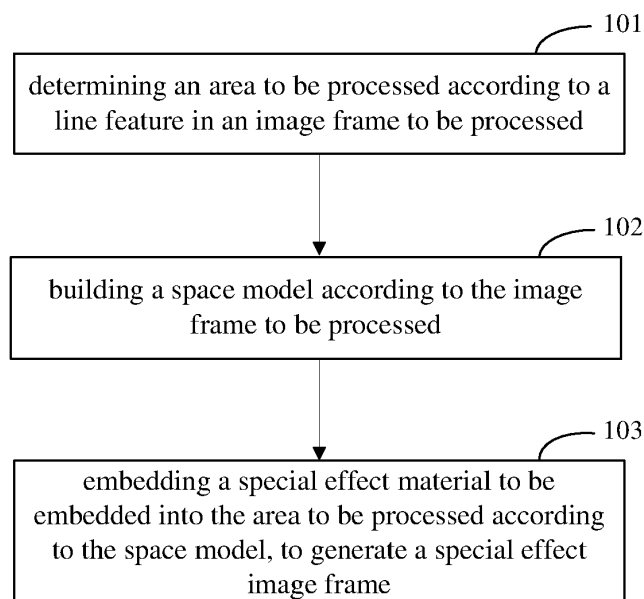 101
determining an area to be processed according to a
line feature in an image frame to be processed
102
building a space model according to the image
frame to be processed
103
embedding a special effect material to be
embedded into the area to be processed according
to the space model, to generate a special effect
image frame